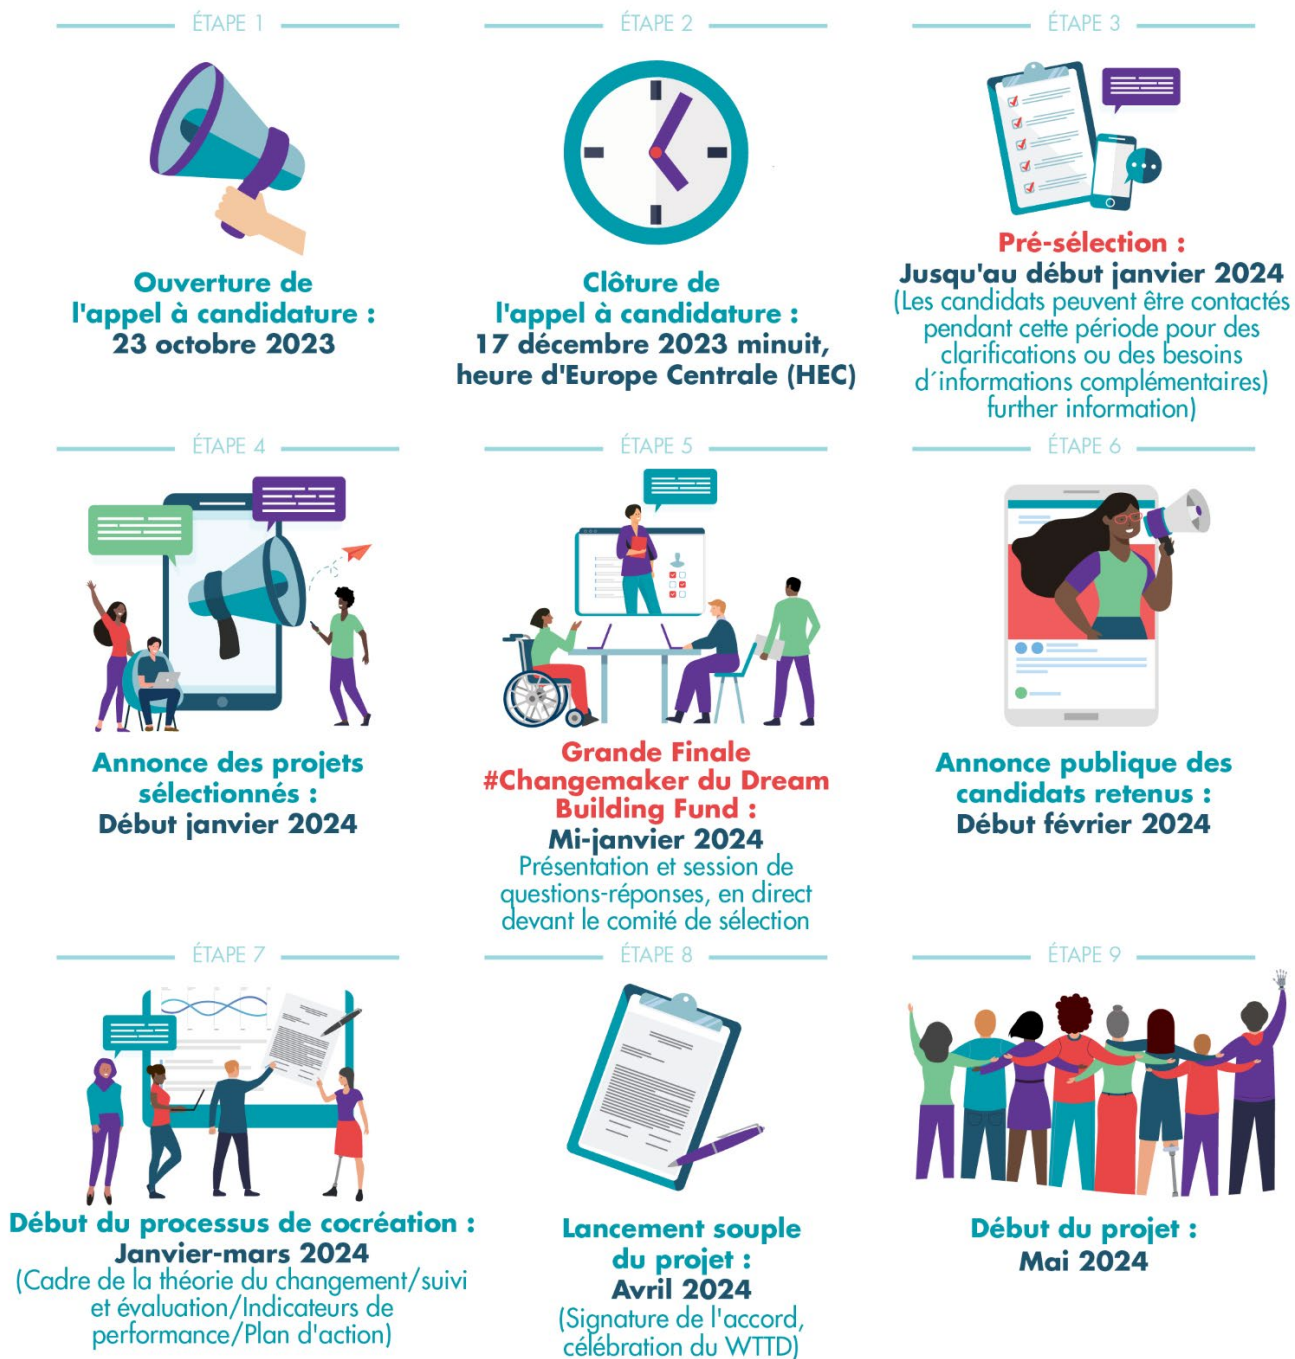 ÉTAPE 1
Ouverture de
l'appel à candidature :
23 octobre 2023
ÉTAPE 2
Clôture de
l'appel à candidature :
17 décembre 2023 minuit,
heure d'Europe Centrale (HEC)
ÉTAPE 3
Pré-sélection :
Jusqu'au début janvier 2024
(Les candidats peuvent être contactés
pendant cette période pour des
clarifications ou des besoins
d´informations complémentaires)
further information)
ÉTAPE 4
Annonce des projets
sélectionnés :
Début janvier 2024
ÉTAPE 5
Grande Finale
#Changemaker du Dream
Building Fund :
Mi-janvier 2024
Présentation et session de
questions-réponses, en direct
devant le comité de sélection
ÉTAPE 6
Annonce publique des
candidats retenus :
Début février 2024
ÉTAPE 7
Début du processus de cocréation :
Janvier-mars 2024
(Cadre de la théorie du changement/suivi
et évaluation/Indicateurs de
performance/Plan d'action)
ÉTAPE 8
Lancement souple
du projet :
Avril 2024
(Signature de l'accord,
célébration du WTTD)
ÉTAPE 9
Début du projet :
Mai 2024